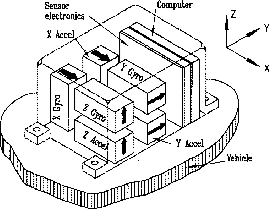 Computer
Sensor
electronics
X Accel
Z
Y
X
Y Gyro
X Gyro
Z Gyro
Z Accel
Y Accel
Vehicle